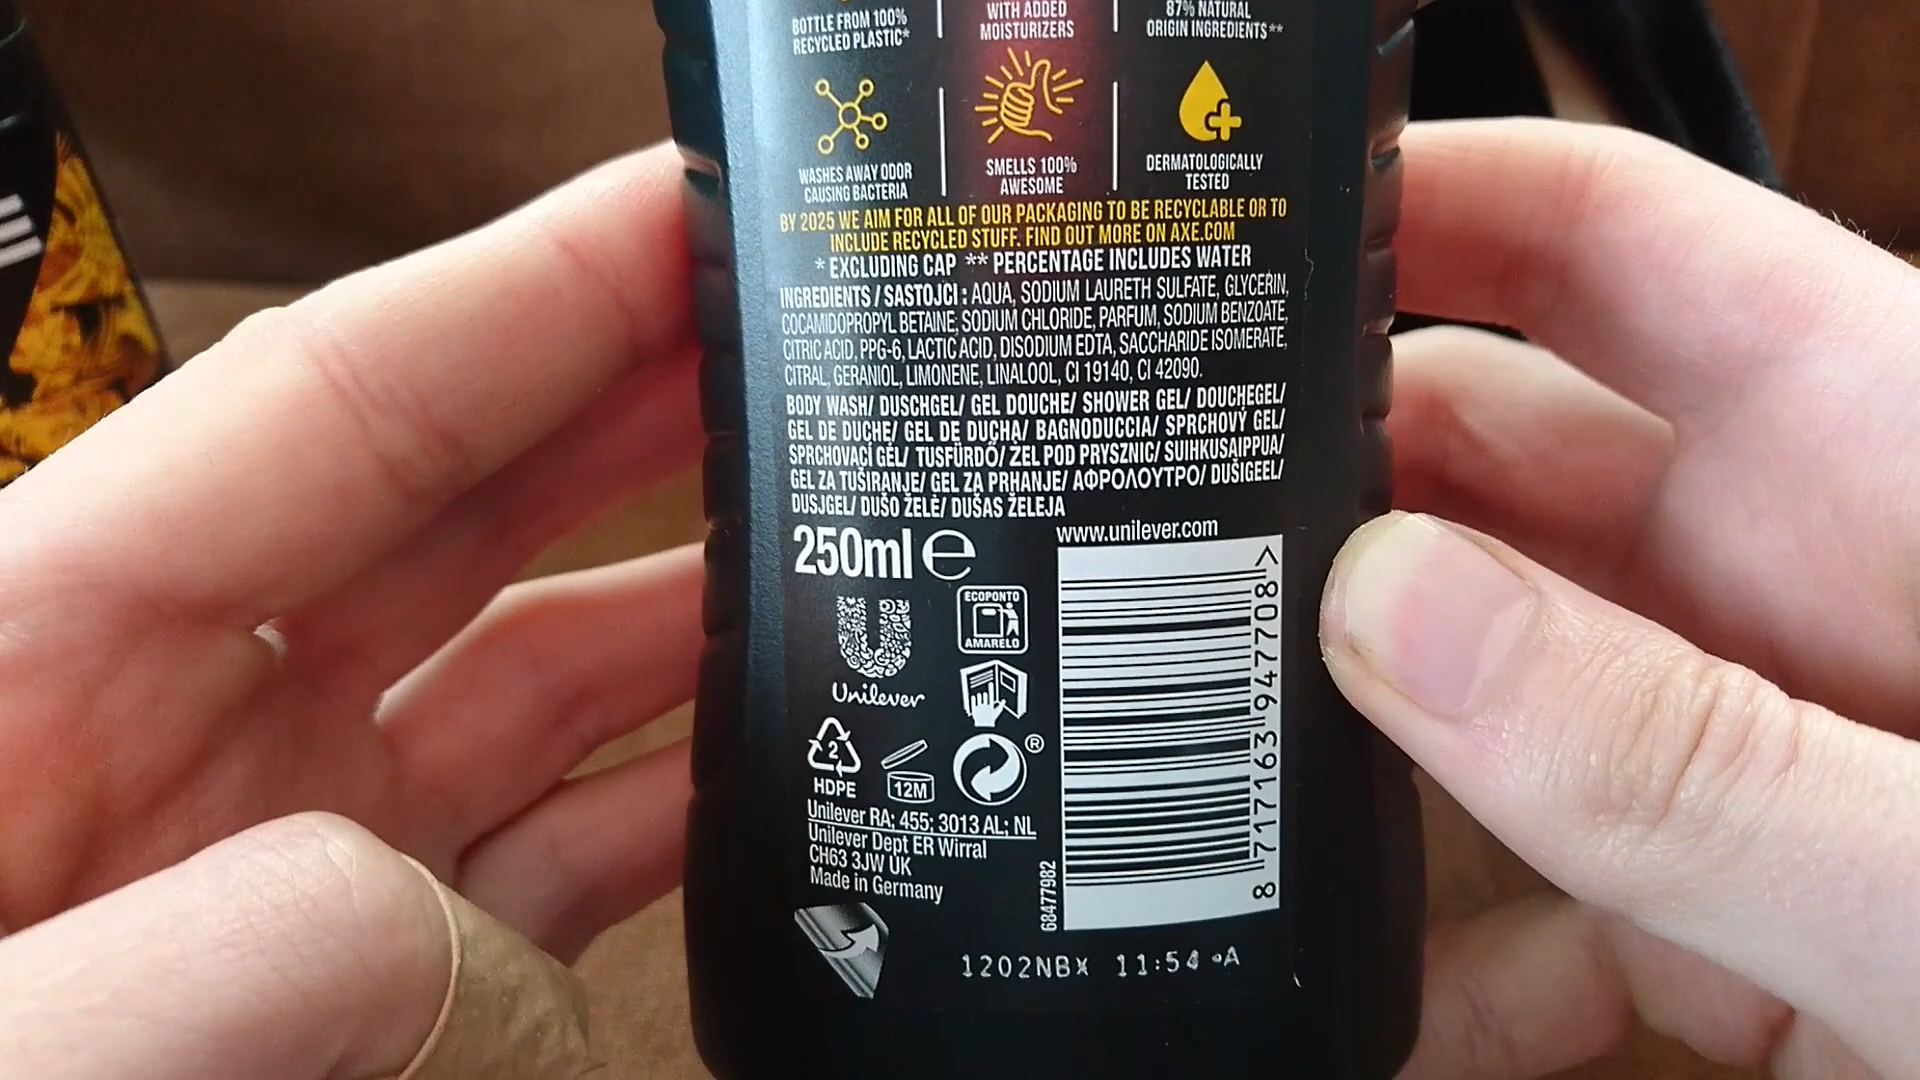 BOTTLE FROM 100%
RECYCLED PLASTIC*
WITH ADDED
MOISTURIZERS
87% NATURAL
ORIGIN INGREDIENTS**
WASHES AWAY ODOR
CAUSING BACTERIA
SMELLS 100%
AWESOME
DERMATOLOGICALLY
TESTED
BY 2025 WE AIM FOR ALL OF OUR PACKAGING TO BE RECYCLABLE OR TO
INCLUDE RECYCLED STUFF. FIND OUT MORE ON AXE.COM
* EXCLUDING CAP ** PERCENTAGE INCLUDES WATER
INGREDIENTS / SASTOJCI : AQUA, SODIUM LAURETH SULFATE, GLYCERIN,
COCAMIDOPROPYL BETAINE, SODIUM CHLORIDE, PARFUM, SODIUM BENZOATE,
CITRIC ACID, PPG-6, LACTIC ACID, DISODIUM EDTA, SACCHARIDE ISOMERATE,
CITRAL, GERANIOL, LIMONENE, LINALOOL, CI 19140, CI 42090.
BODY WASH/ DUSCHGEL/ GEL DOUCHE/ SHOWER GEL/ DOUCHEGEL/
GEL DE DUCHE/ GEL DE DUCHA/ BAGNODUCCIA/ SPRCHOVÝ GEL/
SPRCHOVACÍ GÉL/ TUSFÜRDŐ/ ŻEL POD PRYSZNIC/ SUIHKUSAIPPUA/
GEL ZA TUŠIRANJE/ GEL ZA PRHANJE/ ΑΦΡΟΛΟΥΤΡΟ/ DUŠIGEEL/
DUSJGEL/ DUŠO ŽELĖ/ DUŠAS ŽELEJA
250ml e
www.unilever.com
ECOPONTO
AMARELO
Unilever
2
HDPE
12M
®
Unilever RA; 455; 3013 AL; NL
Unilever Dept ER Wirral
CH63 3JW UK
Made in Germany
68477982
8 717163 947708 >
1202NBX 11:54 A